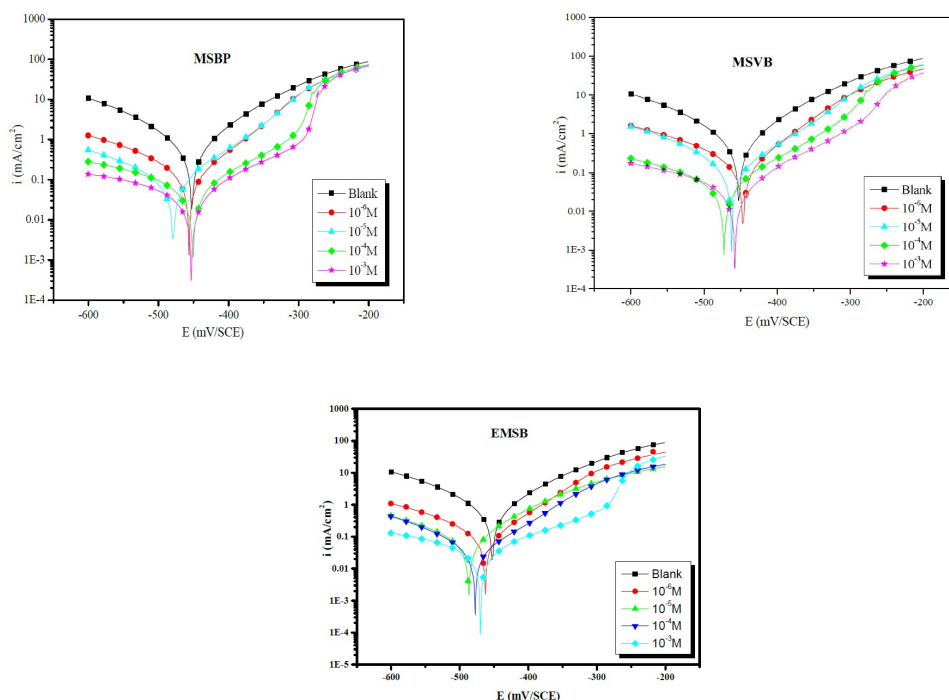 MSBP
1000
100
10
1
0.1
0.01
1E-3
1E-4
i (mA/cm²)
Blank
10⁻⁶M
10⁻⁵M
10⁻⁴M
10⁻³M
-600
-500
-400
-300
-200
E (mV/SCE)
MSVB
1000
100
10
1
0.1
0.01
1E-3
1E-4
i (mA/cm²)
Blank
10⁻⁶M
10⁻⁵M
10⁻⁴M
10⁻³M
-600
-500
-400
-300
-200
E (mV/SCE)
EMSB
1000
100
10
1
0.1
0.01
1E-3
1E-4
1E-5
i (mA/cm²)
Blank
10⁻⁶M
10⁻⁵M
10⁻⁴M
10⁻³M
-600
-500
-400
-300
-200
E (mV/SCE)